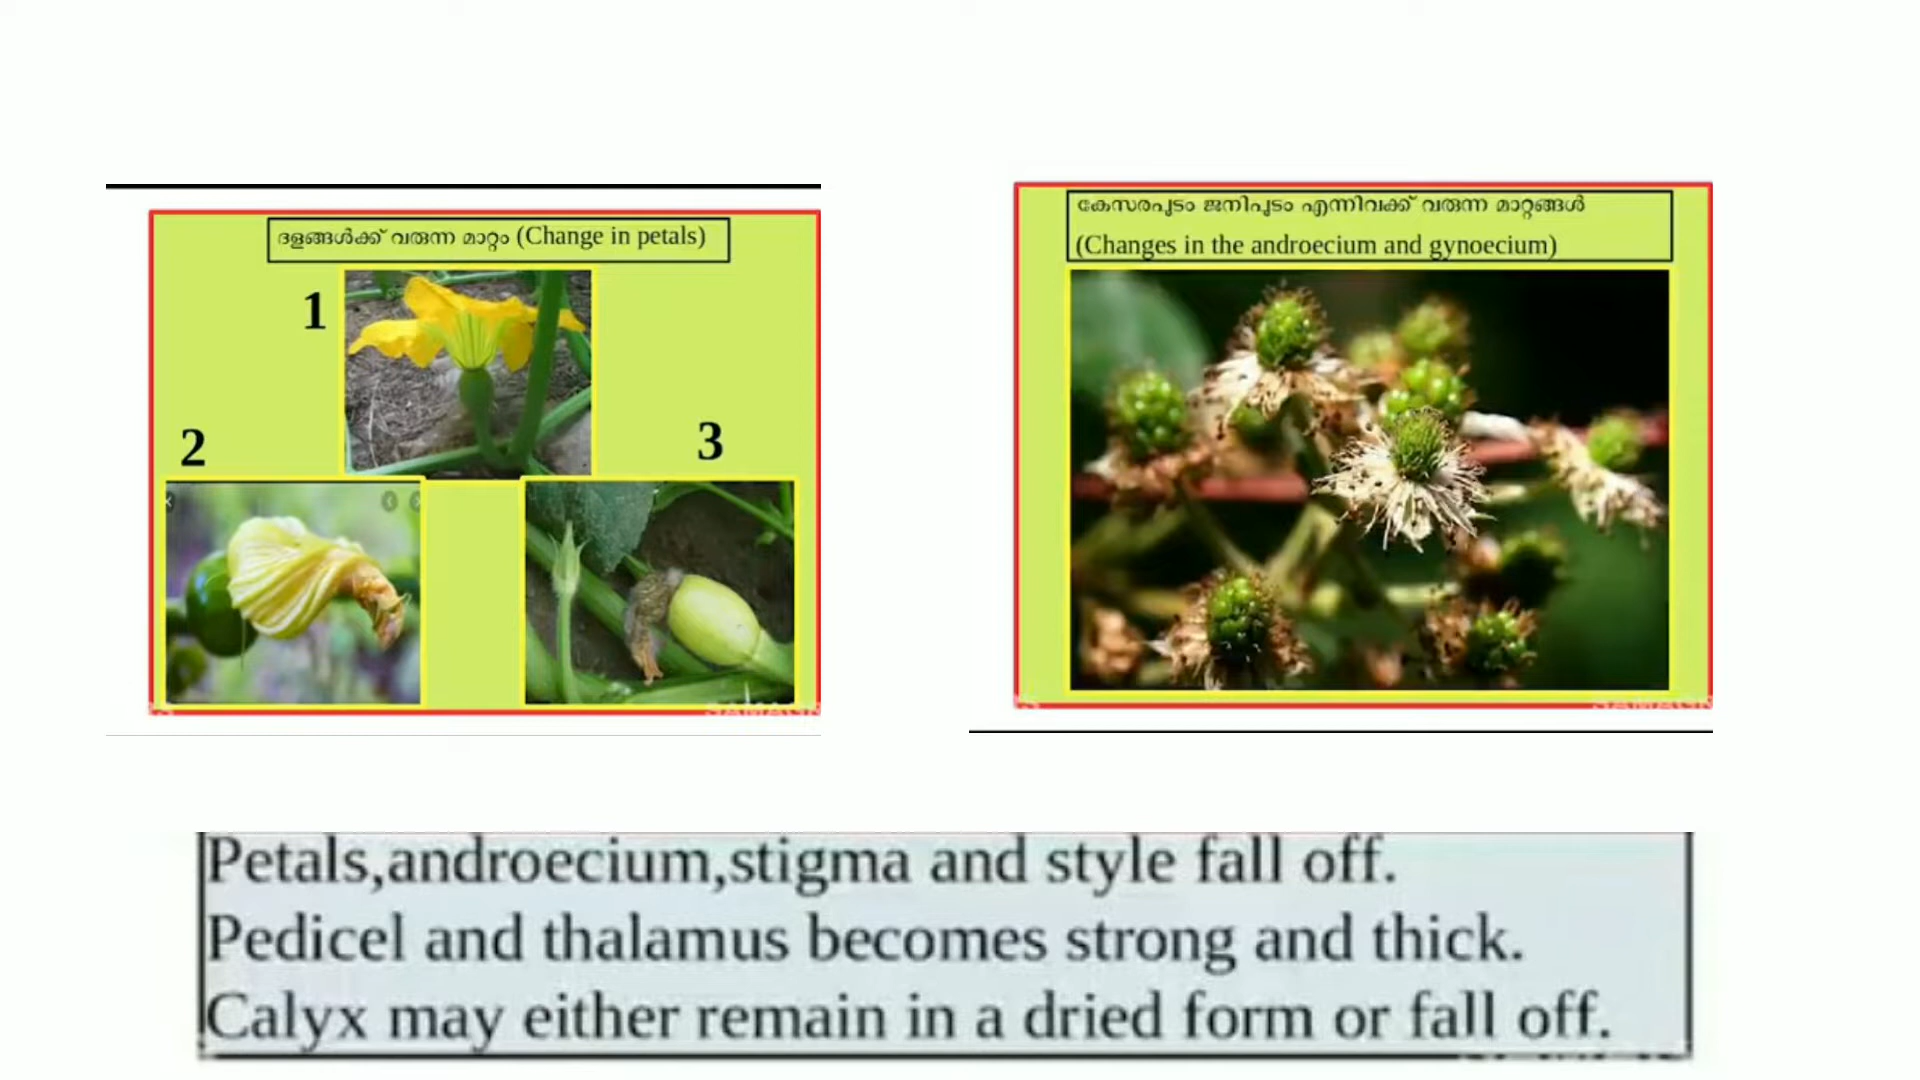 ദളങ്ങൾക്ക് വരുന്ന മാറ്റം (Change in petals)
1
2
3
കേസരപുടം ജനിപുടം എന്നിവക്ക് വരുന്ന മാറ്റങ്ങൾ
(Changes in the androecium and gynoecium)
Petals,androecium,stigma and style fall off.
Pedicel and thalamus becomes strong and thick.
Calyx may either remain in a dried form or fall off.